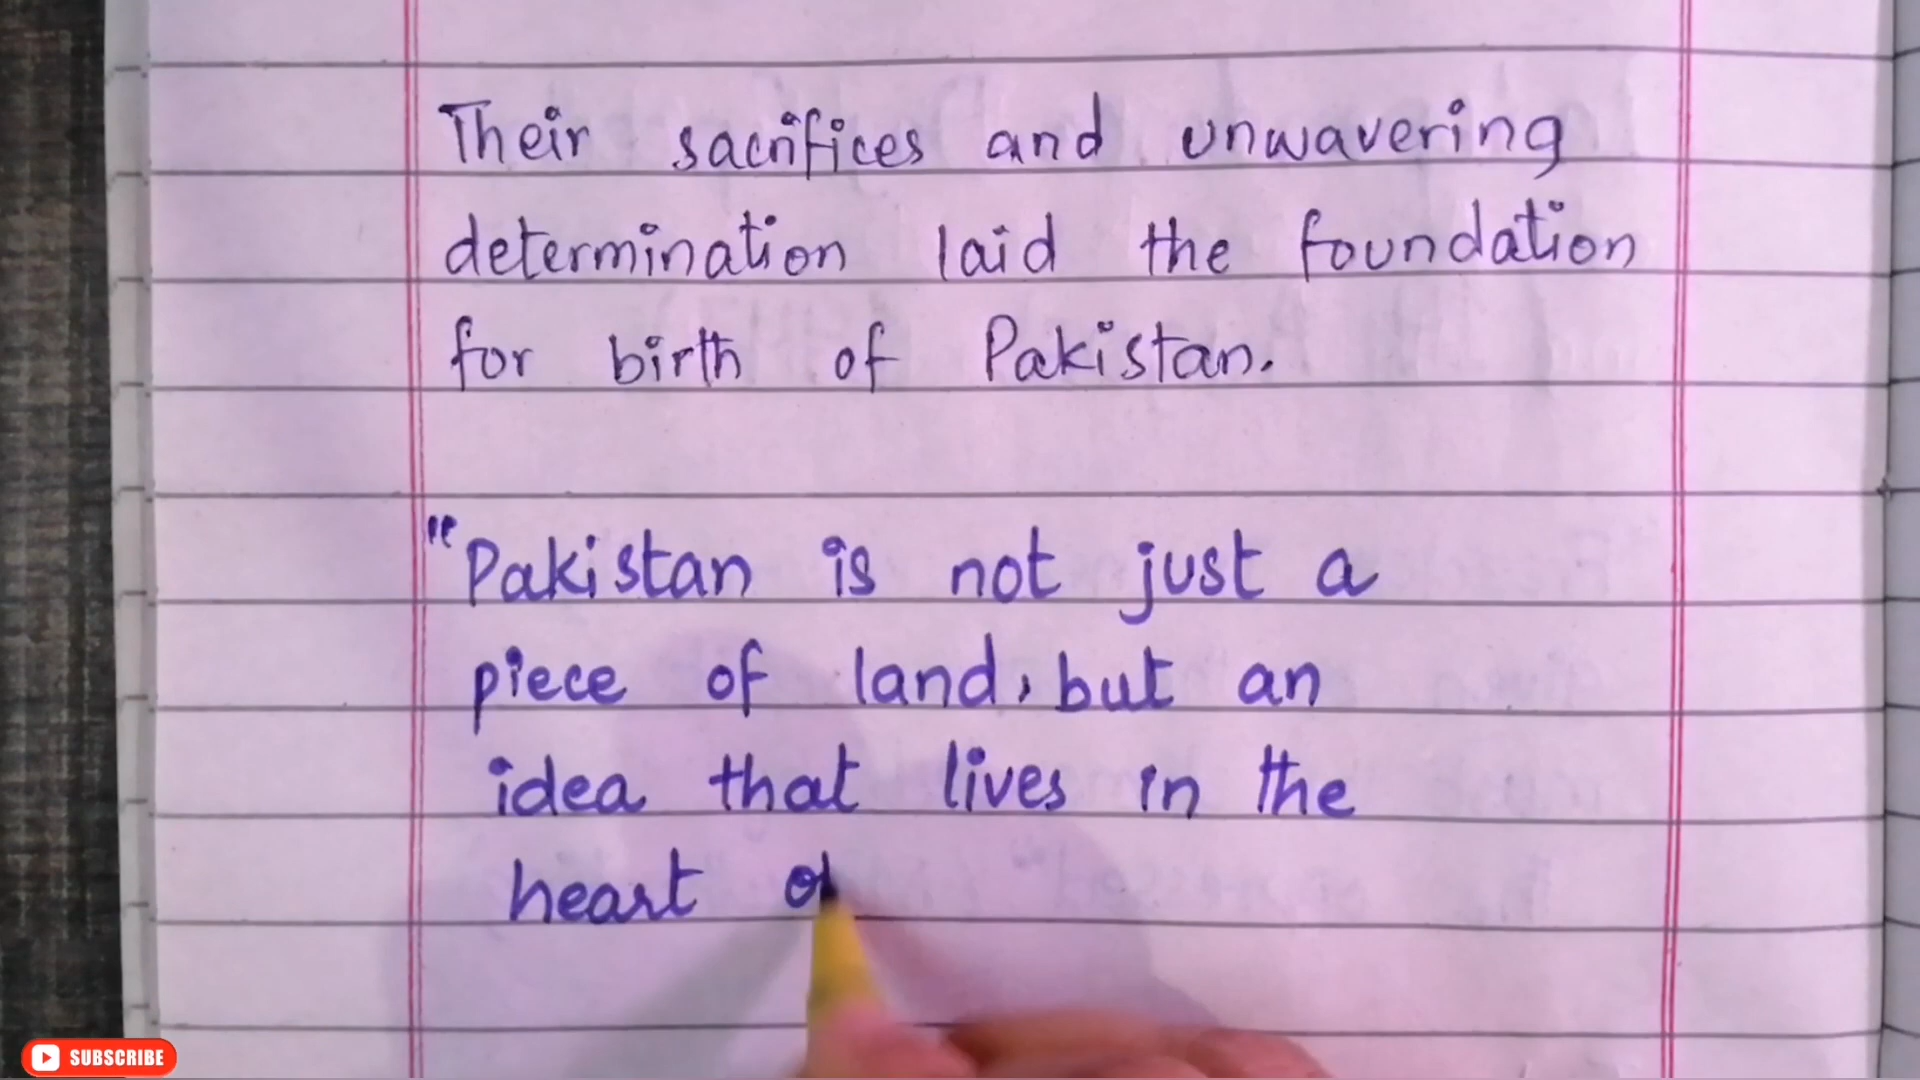 Their sacrifices and unwavering
determination laid the foundation
for birth of Pakistan.
"Pakistan is not just a
piece of land, but an
idea that lives in the
heart
SUBSCRIBE